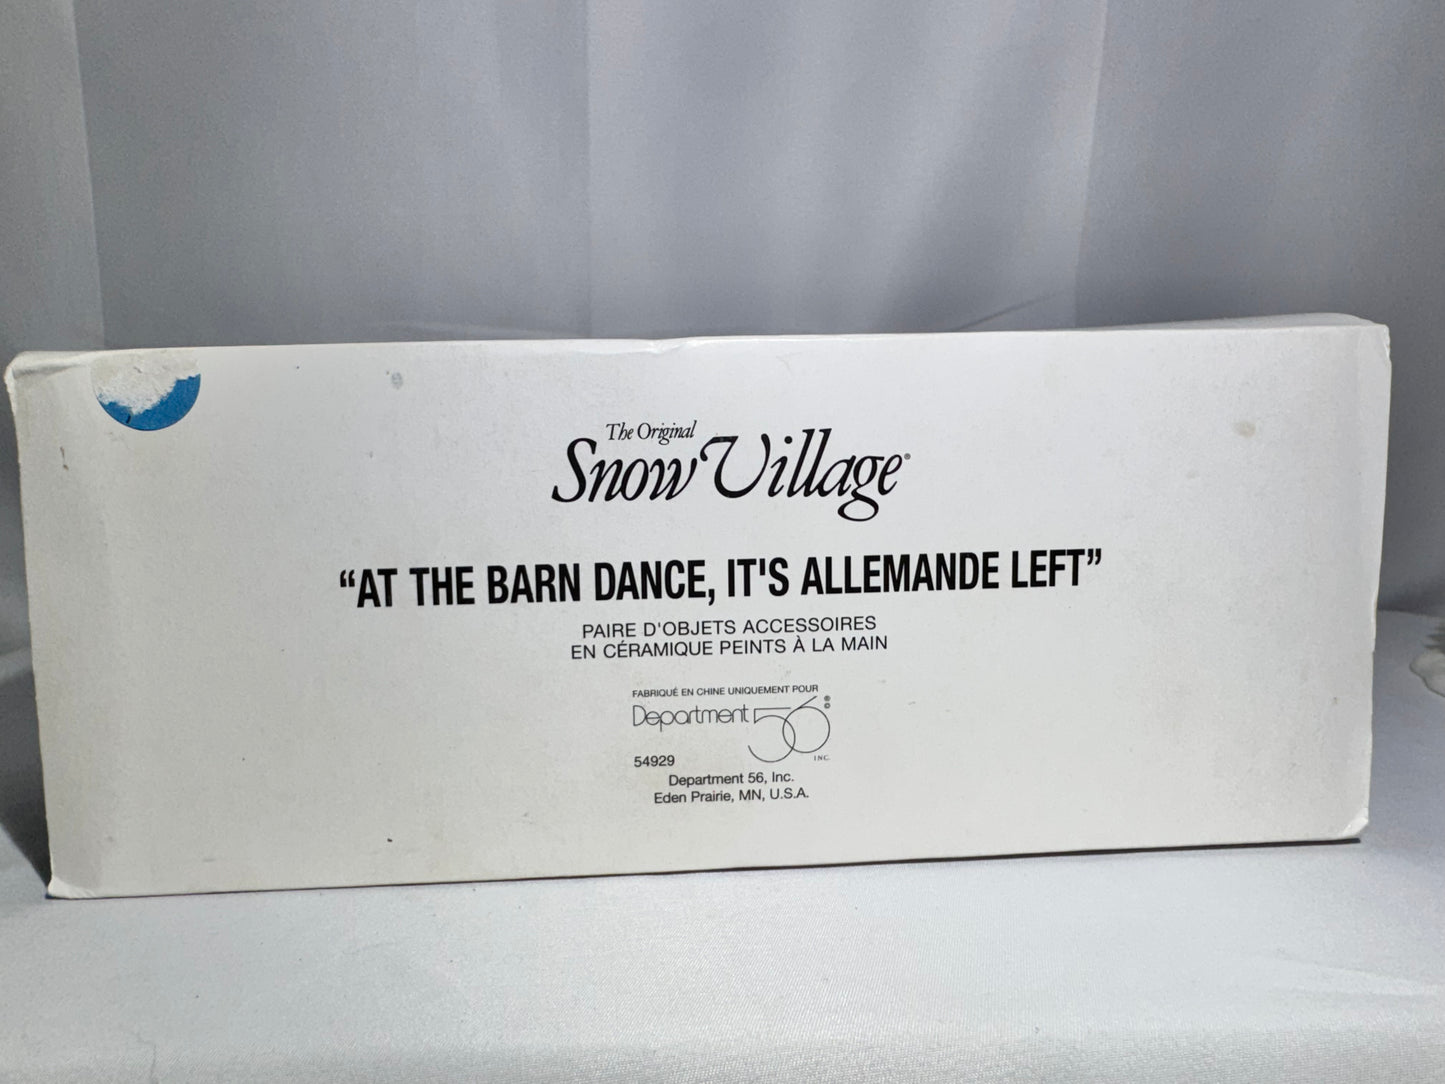 The Original
Snow Village®
“AT THE BARN DANCE, IT'S ALLEMANDE LEFT”
PAIRE D'OBJETS ACCESSOIRES
EN CÉRAMIQUE PEINTS À LA MAIN
FABRIQUÉ EN CHINE UNIQUEMENT POUR
Department 56 ® ©
INC.
54929
Department 56, Inc.
Eden Prairie, MN, U.S.A.